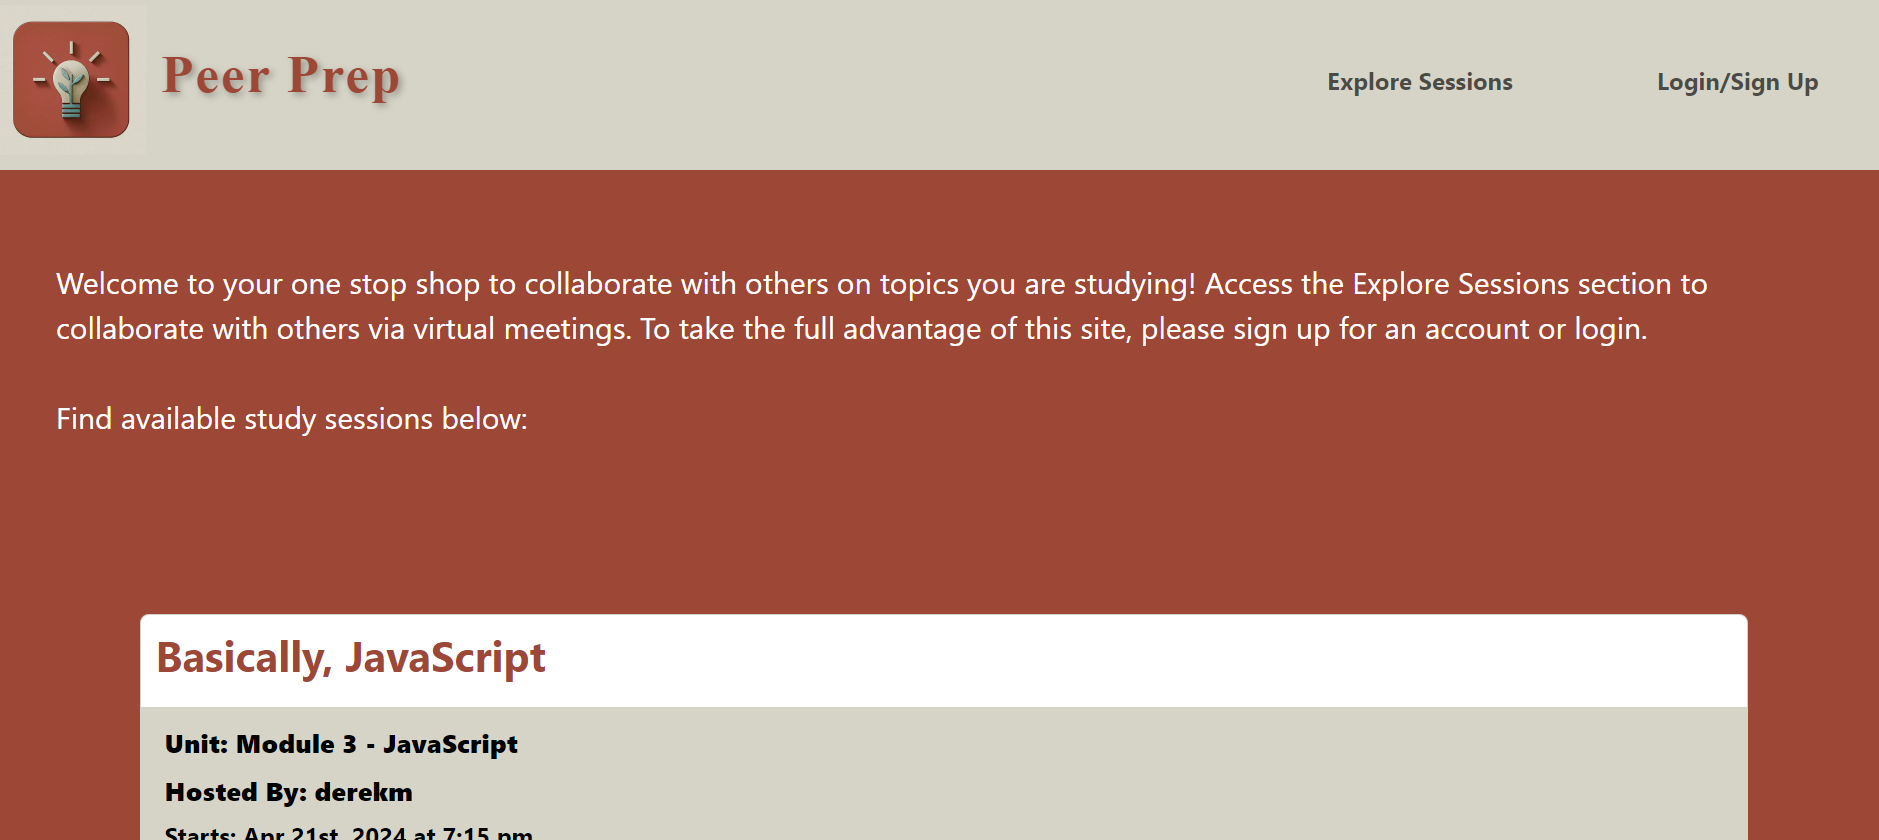 Peer Prep
Explore Sessions
Login/Sign Up
Welcome to your one stop shop to collaborate with others on topics you are studying! Access the Explore Sessions section to
collaborate with others via virtual meetings. To take the full advantage of this site, please sign up for an account or login.
Find available study sessions below:
Basically, JavaScript
Unit: Module 3 - JavaScript
Hosted By: derekm
Starts: Apr 21st, 2024 at 7:15 pm